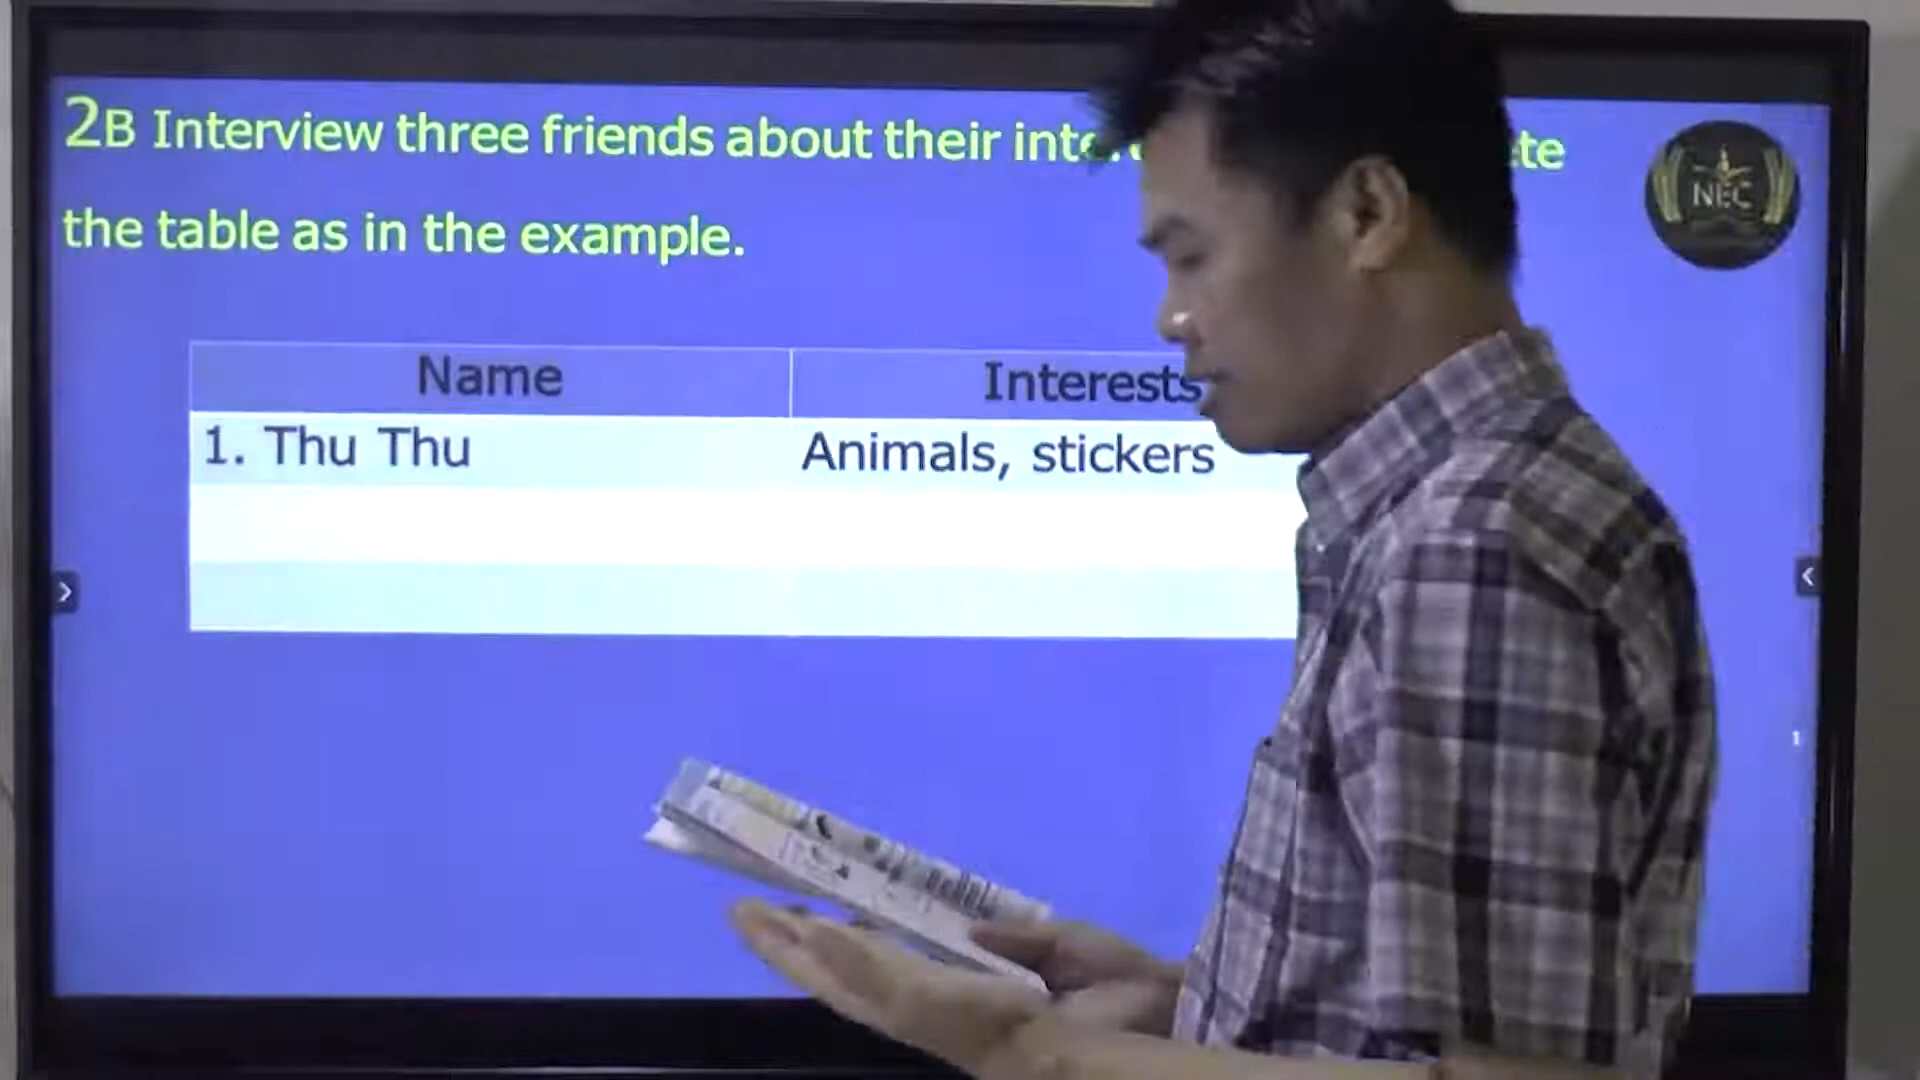 2B Interview three friends about their
the table as in the example.
NEC
Name Interests
1. Thu Thu Animals, stickers
1